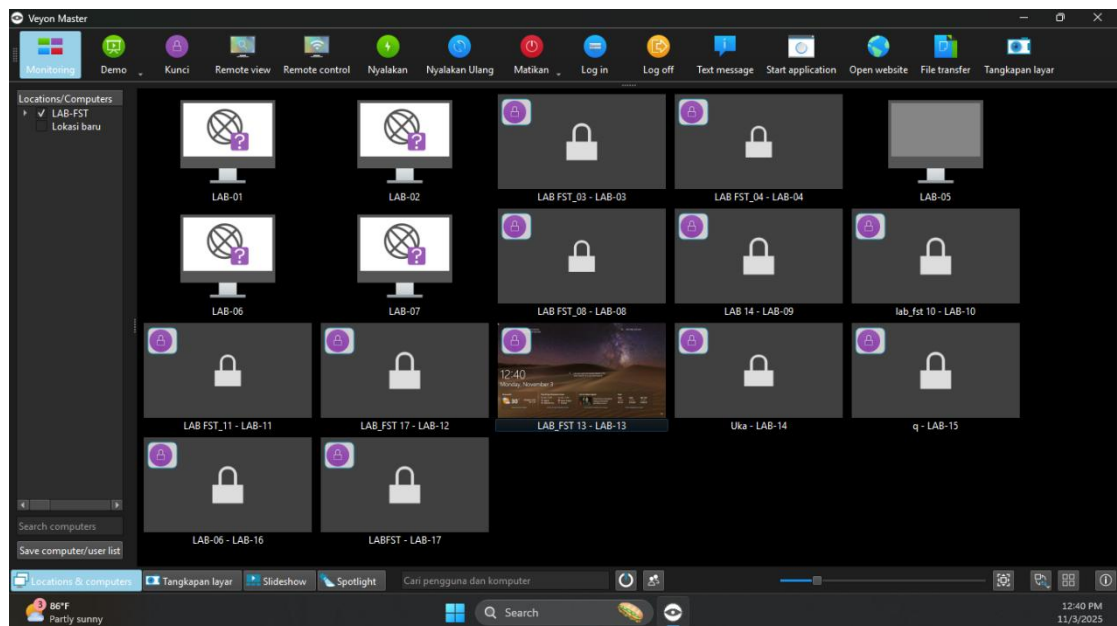 Veyon Master
Monitoring
Demo
Kunci
Remote view
Remote control
Nyalakan
Nyalakan Ulang
Matikan
Log in
Log off
Text message
Start application
Open website
File transfer
Tangkapan layar
Locations/Computers
LAB-FST
Lokasi baru
LAB-01
LAB-02
LAB FST_03 - LAB-03
LAB FST_04 - LAB-04
LAB-05
LAB-06
LAB-07
LAB FST_08 - LAB-08
LAB 14 - LAB-09
lab_fst 10 - LAB-10
12:40
Monday, November 3
LAB FST_11 - LAB-11
LAB_FST 17 - LAB-12
LAB_FST 13 - LAB-13
Uka - LAB-14
q - LAB-15
LAB-06 - LAB-16
LABFST - LAB-17
Search computers
Save computer/user list
Locations & computers
Tangkapan layar
Slideshow
Spotlight
Cari pengguna dan komputer
3
86°F
Partly sunny
Search
12:40 PM
11/3/2025